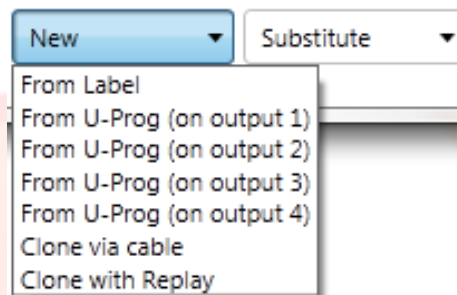 New Substitute
From Label
From U-Prog (on output 1)
From U-Prog (on output 2)
From U-Prog (on output 3)
From U-Prog (on output 4)
Clone via cable
Clone with Replay